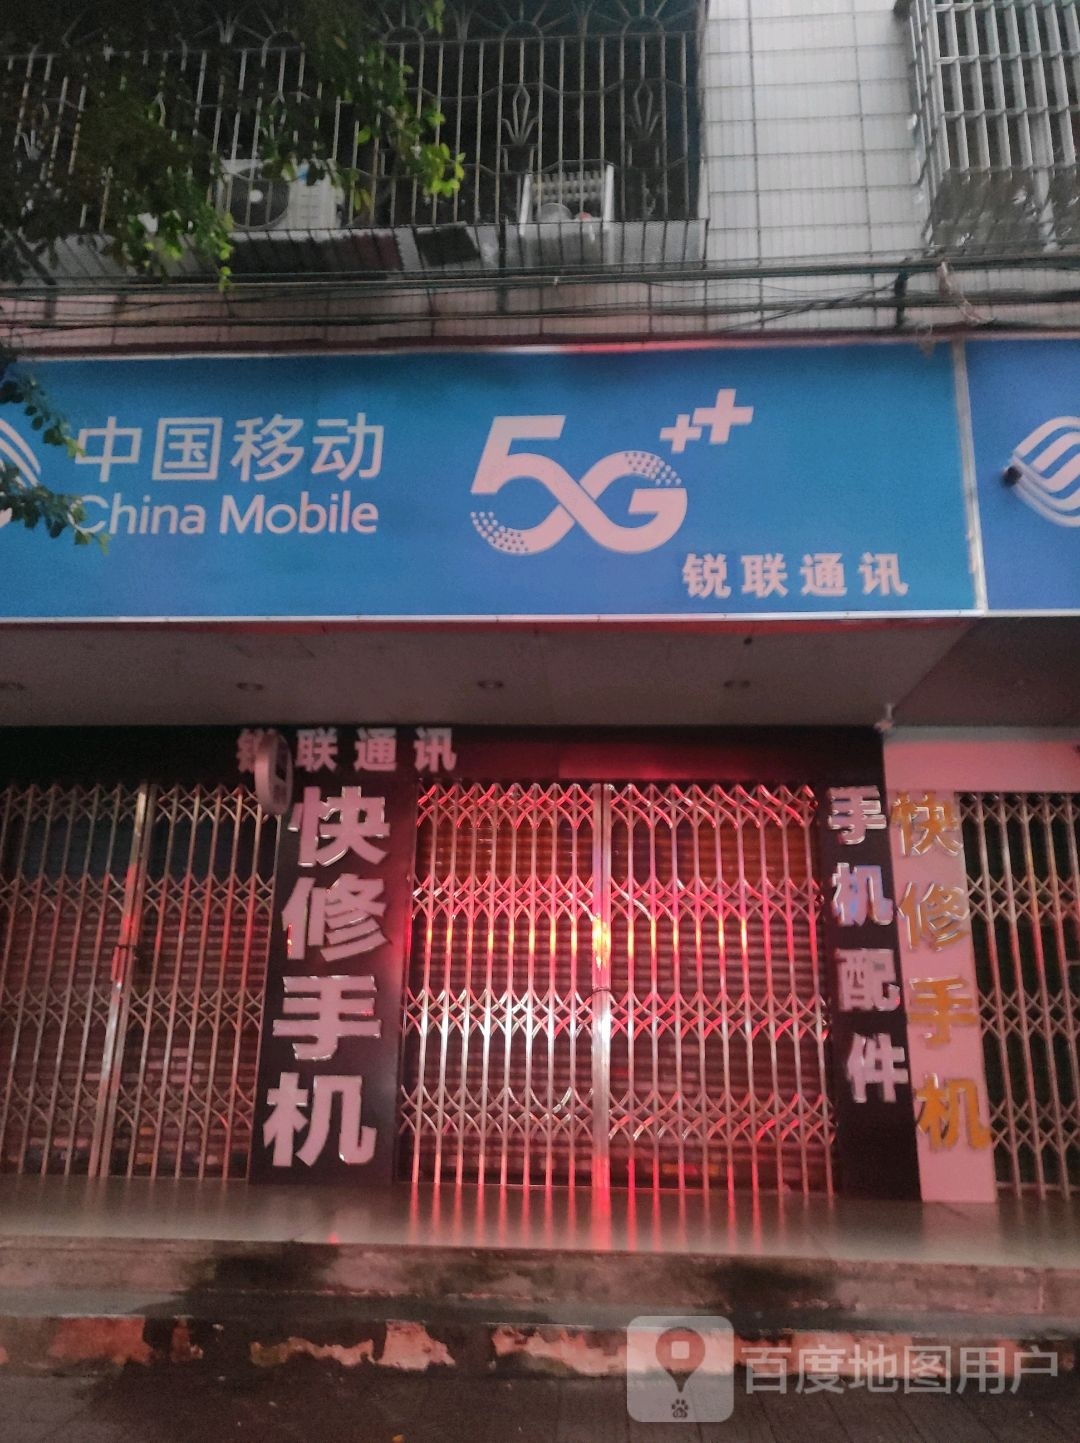 中国移动
China Mobile
5G++
锐联通讯
锐联通讯
快修手机
手机配件
快修手机
百度地图用户